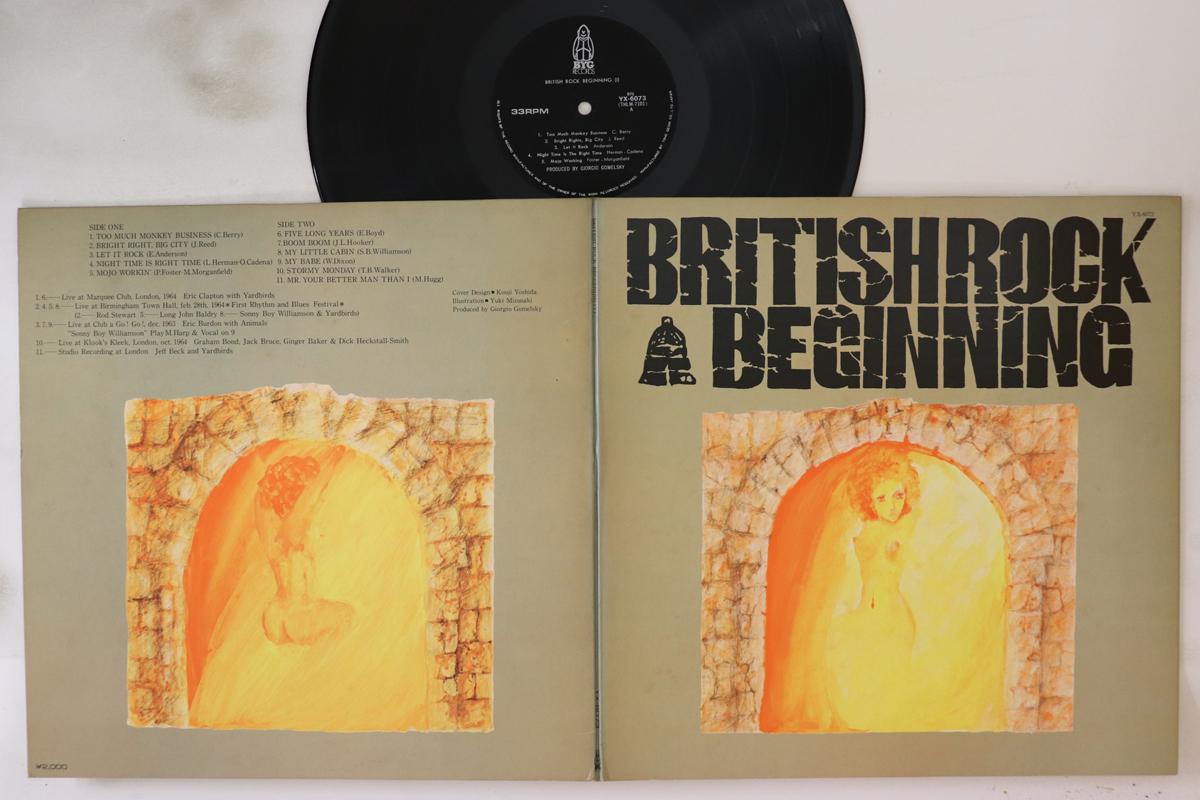 BYG
RECORDS
BRITISH ROCK BEGINNING (I)
33RPM
BYG
YX-6073
(THLM-7101)
A
1. Too Much Monkey Business C. Berry
2. Bright Rights, Big City J. Reed
3. Let It Rock Anderson
4. Night Time Is The Right Time Herman-Cadena
5. Mojo Working Foster-Morganfield
PRODUCED BY GIORGIO GOMELSKY
SIDE ONE
1. TOO MUCH MONKEY BUSINESS (C.Berry)
2. BRIGHT RIGHT, BIG CITY (J.Reed)
3. LET IT ROCK (E.Anderson)
4. NIGHT TIME IS RIGHT TIME (L.Herman·O.Cadena)
5. MOJO WORKIN' (P.Foster-M.Morganfield)
SIDE TWO
6. FIVE LONG YEARS (E.Boyd)
7. BOOM BOOM (J.L.Hooker)
8. MY LITTLE CABIN (S.B.Williamson)
9. MY BABE (W.Dixon)
10. STORMY MONDAY (T.B.Walker)
11. MR. YOUR BETTER MAN THAN I (M.Hugg)
1. 6.— Live at Marquee Club, London, 1964 Eric Clapton with Yardbirds
2. 4. 5. 8.— Live at Birmingham Town Hall, feb. 28th, 1964 *First Rhythm and Blues Festival*
(2.— Rod Stewart 5.— Long John Baldry 8.— Sonny Boy Williamson & Yardbirds)
3. 7. 9.— Live at Club a Go! Go!, dec. 1963 Eric Burdon with Animals
"Sonny Boy Williamson" Play M.Harp & Vocal on 9
10.— Live at Klook's Kleek, London, oct. 1964 Graham Bond, Jack Bruce, Ginger Baker & Dick Heckstall-Smith
11.— Studio Recording at London Jeff Beck and Yardbirds
Cover Design■ Kouji Yoshida
Illustration■ Yuki Mizusaki
Produced by Giorgio Gomelsky
¥2,000
YX-6073
BRITISH ROCK
A BEGINNING